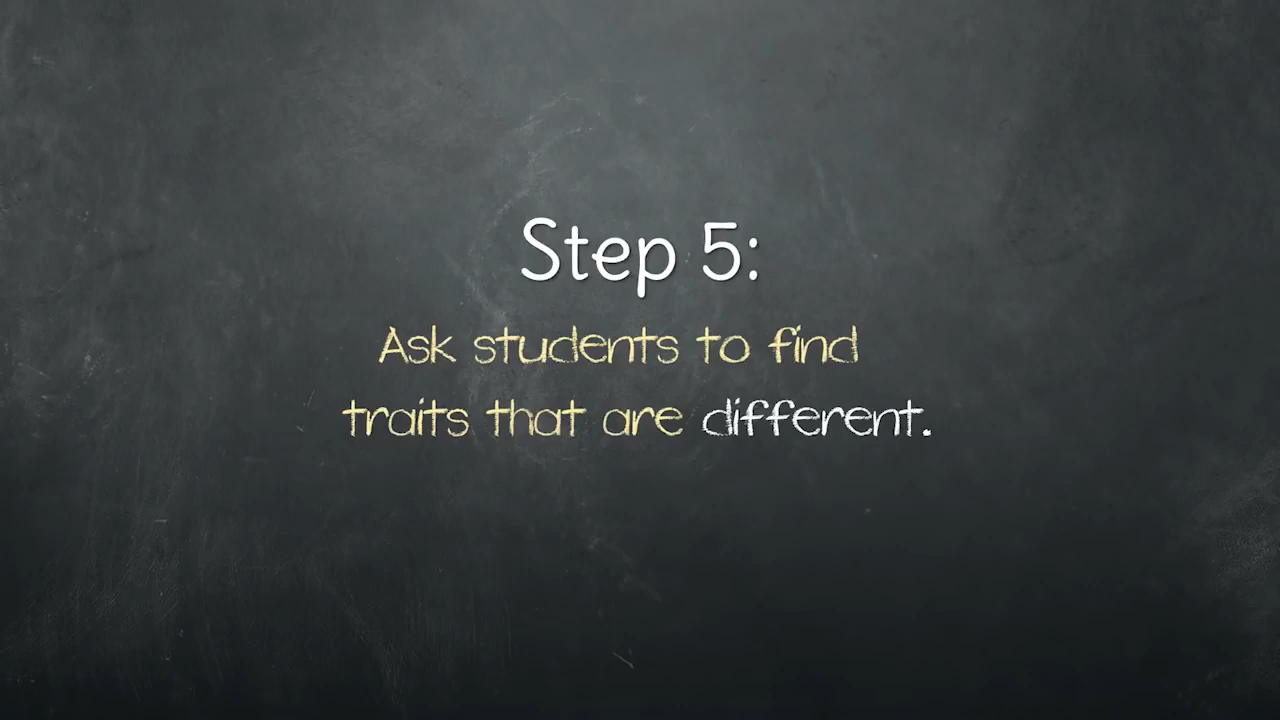 Step 5:
Ask students to find
traits that are different.